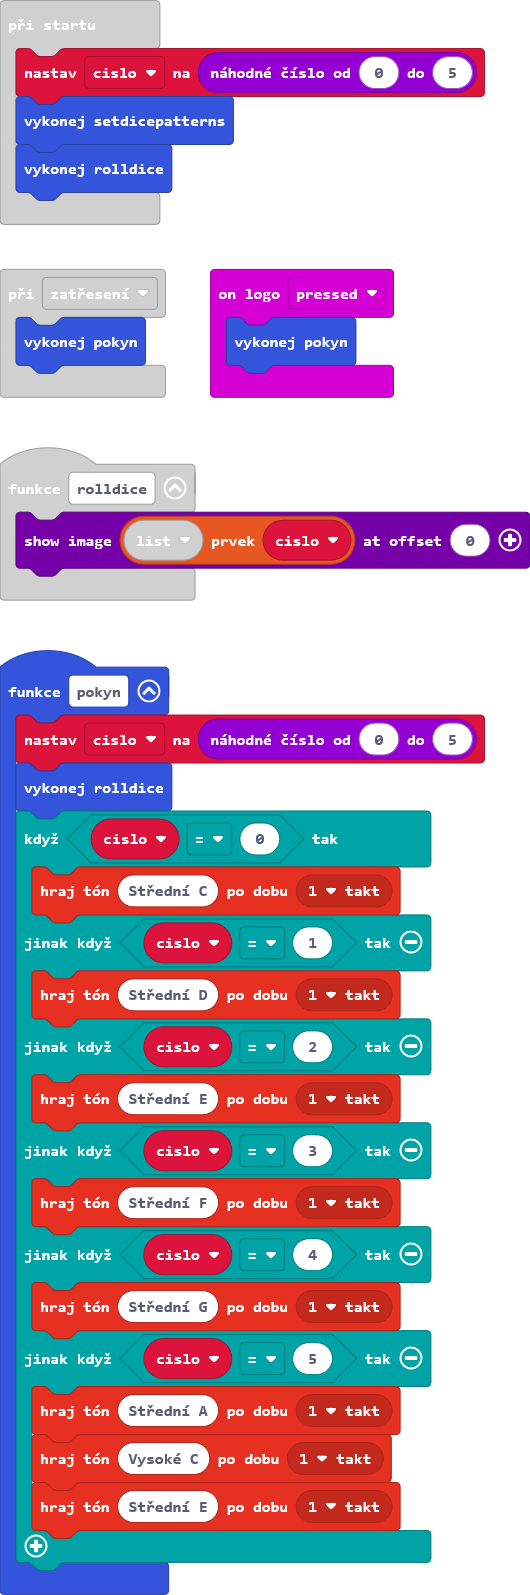 při startu
nastav cislo na náhodné číslo od 0 do 5
vykonej setdicepatterns
vykonej rolldice
při zatřesení
vykonej pokyn
on logo pressed
vykonej pokyn
funkce rolldice
show image list prvek cislo at offset 0
funkce pokyn
nastav cislo na náhodné číslo od 0 do 5
vykonej rolldice
když cislo = 0 tak
hraj tón Střední C po dobu 1 takt
jinak když cislo = 1 tak
hraj tón Střední D po dobu 1 takt
jinak když cislo = 2 tak
hraj tón Střední E po dobu 1 takt
jinak když cislo = 3 tak
hraj tón Střední F po dobu 1 takt
jinak když cislo = 4 tak
hraj tón Střední G po dobu 1 takt
jinak když cislo = 5 tak
hraj tón Střední A po dobu 1 takt
hraj tón Vysoké C po dobu 1 takt
hraj tón Střední E po dobu 1 takt